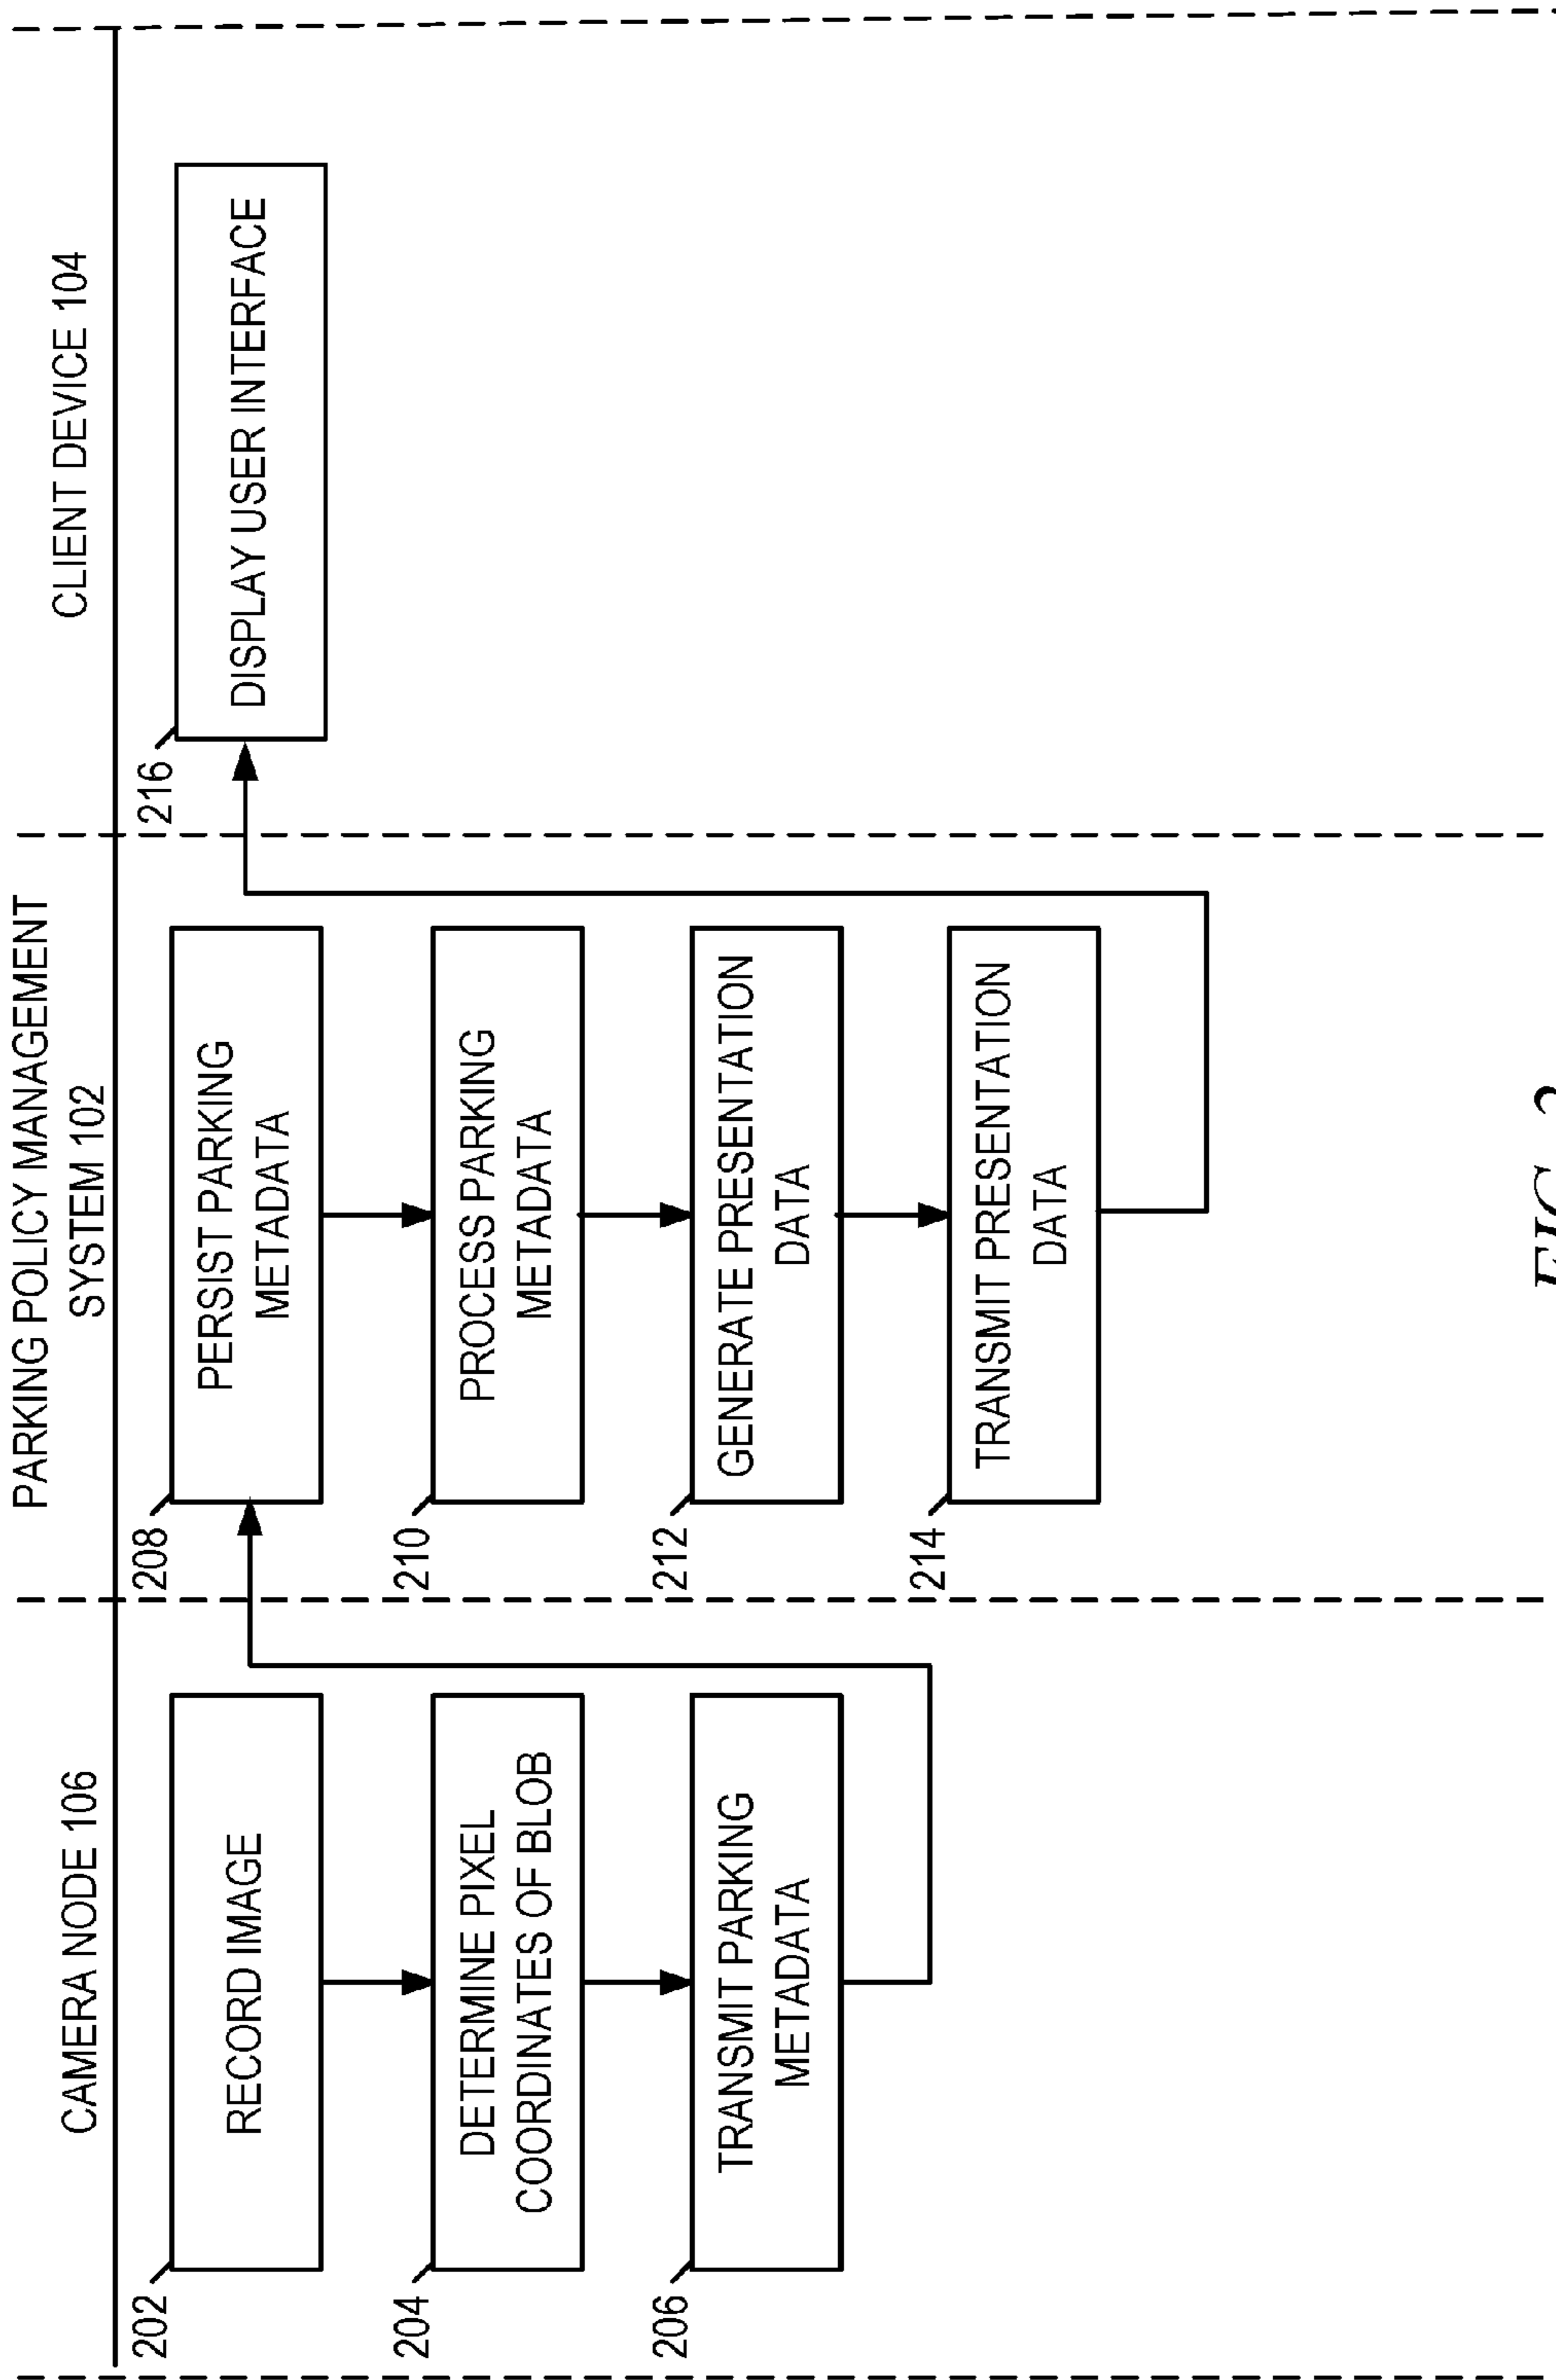 CAMERA NODE 106
PARKING POLICY MANAGEMENT
SYSTEM 102
CLIENT DEVICE 104
202
RECORD IMAGE
204
DETERMINE PIXEL
COORDINATES OF BLOB
206
TRANSMIT PARKING
METADATA
208
PERSIST PARKING
METADATA
210
PROCESS PARKING
METADATA
212
GENERATE PRESENTATION
DATA
214
TRANSMIT PRESENTATION
DATA
216
DISPLAY USER INTERFACE
FIG. 2